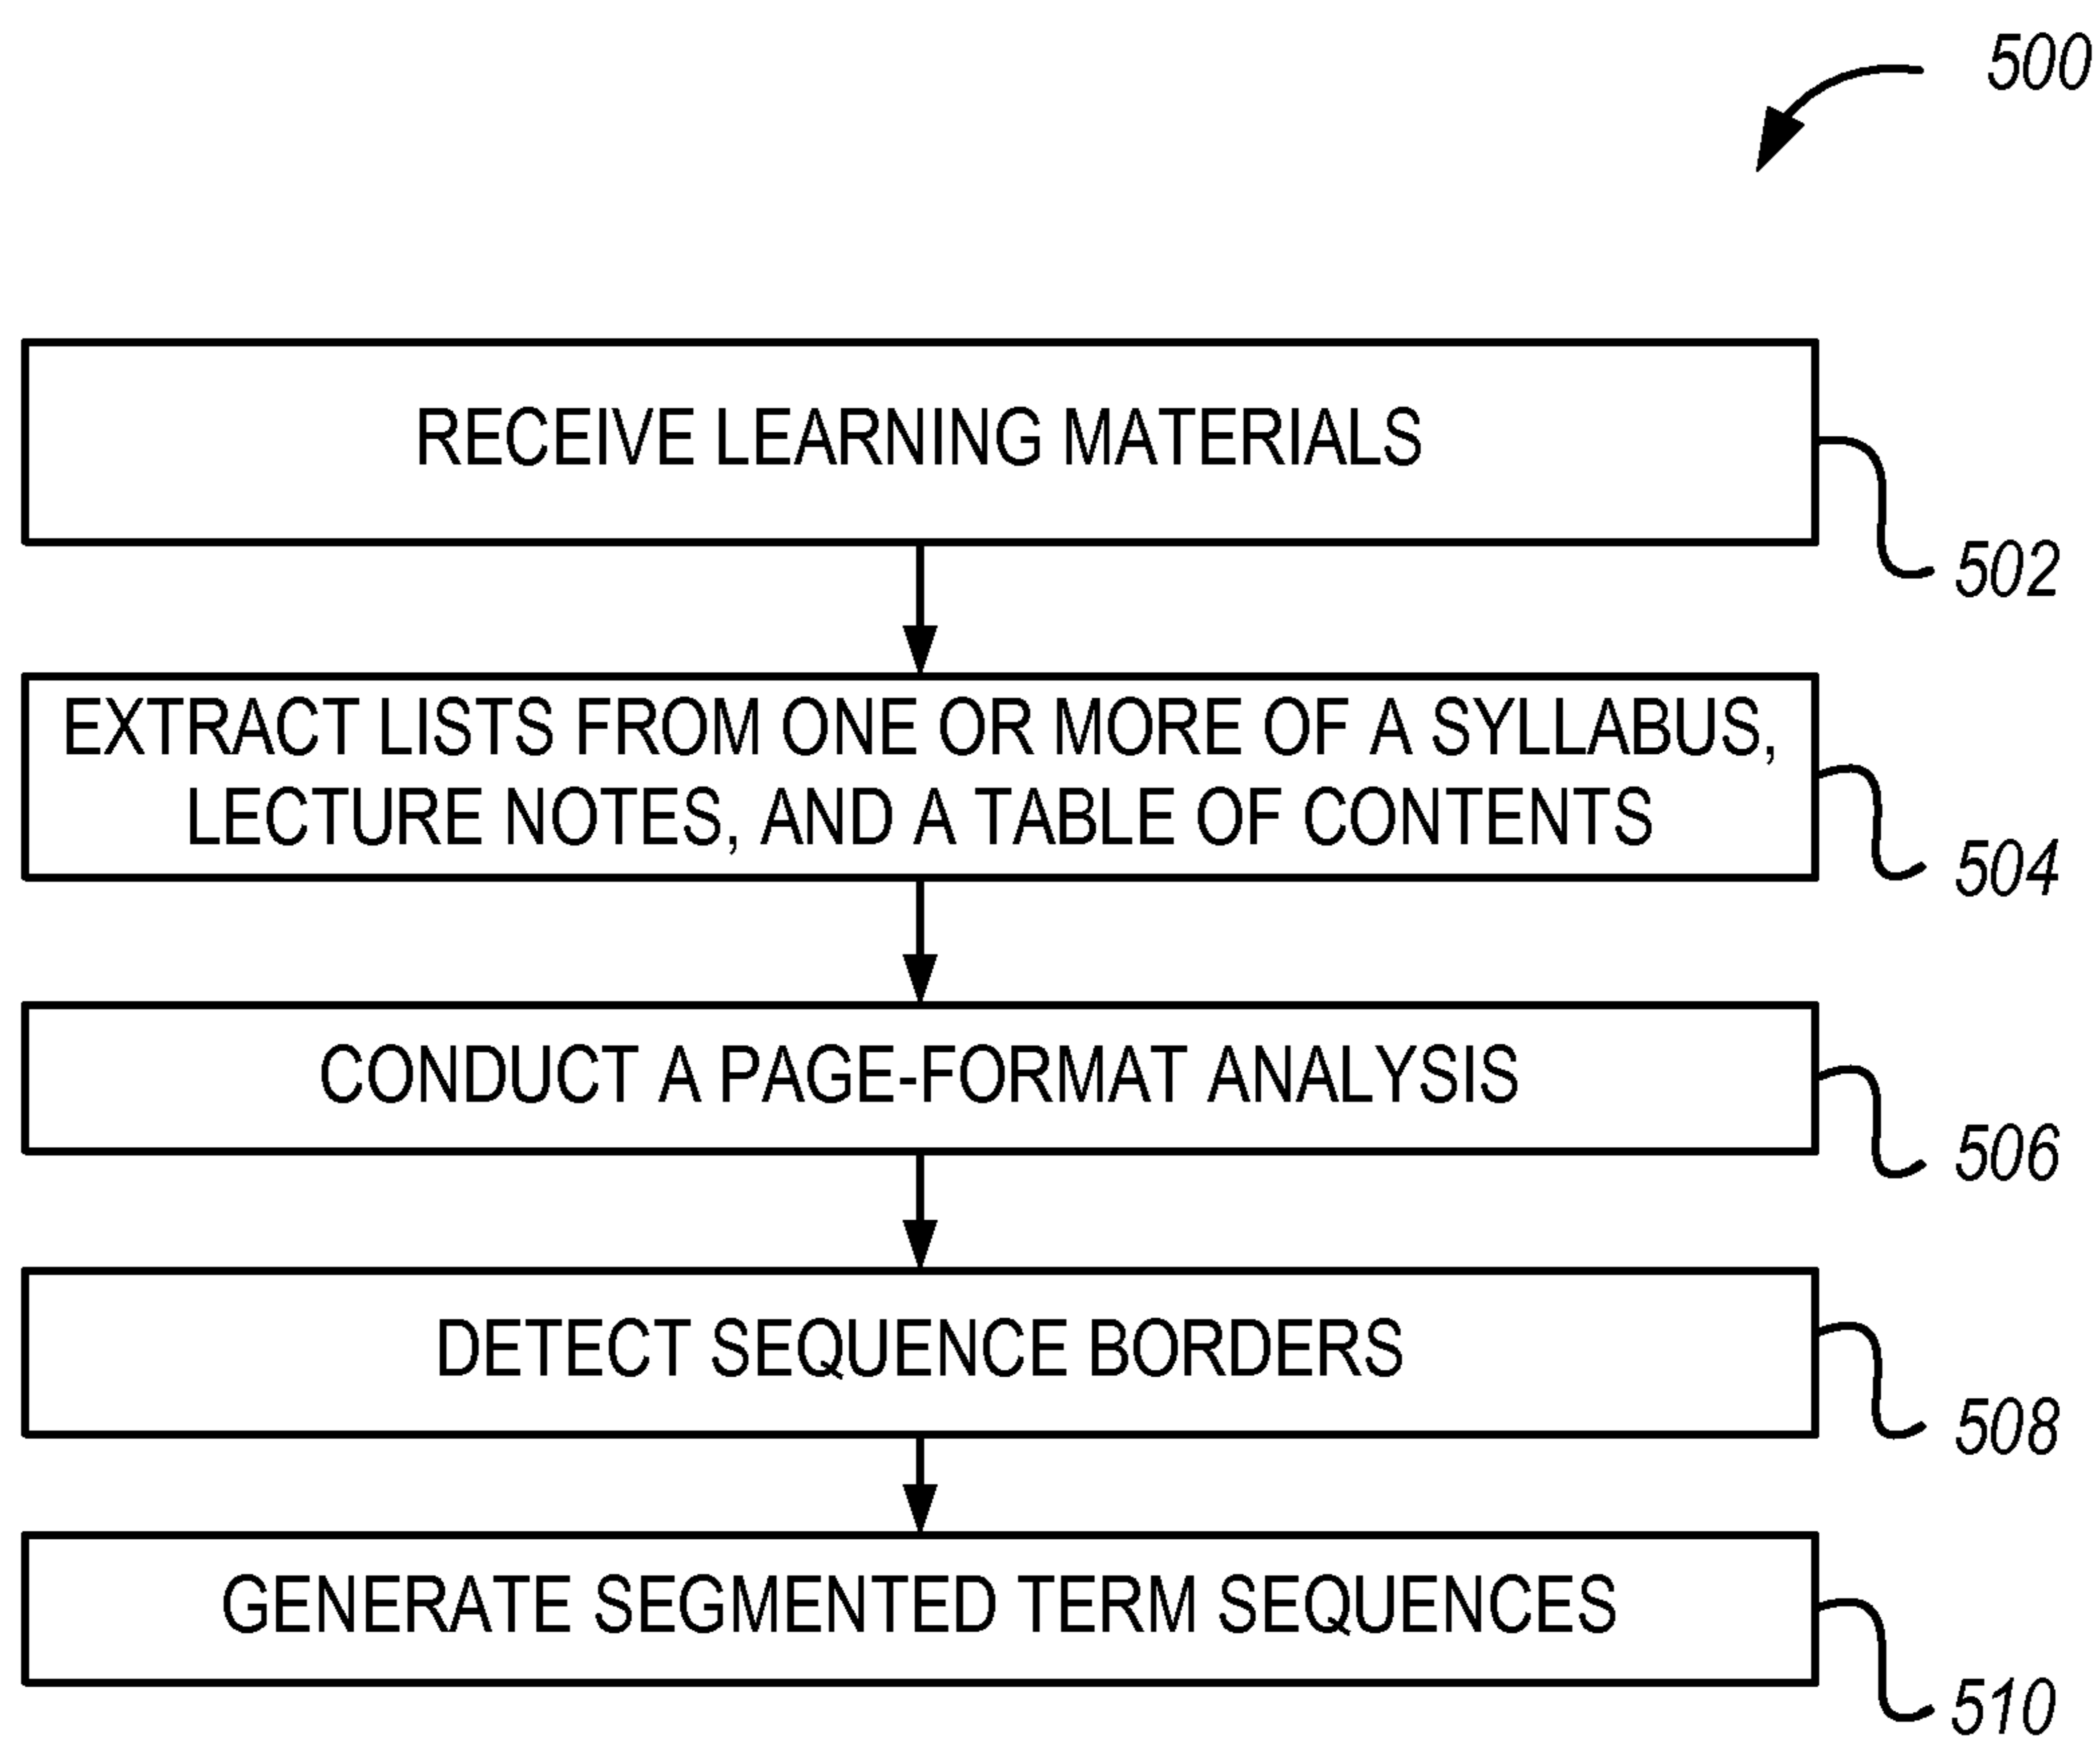 500
RECEIVE LEARNING MATERIALS
502
EXTRACT LISTS FROM ONE OR MORE OF A SYLLABUS,
LECTURE NOTES, AND A TABLE OF CONTENTS
504
CONDUCT A PAGE-FORMAT ANALYSIS
506
DETECT SEQUENCE BORDERS
508
GENERATE SEGMENTED TERM SEQUENCES
510